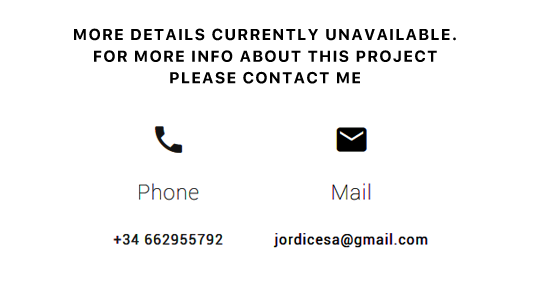 MORE DETAILS CURRENTLY UNAVAILABLE.
FOR MORE INFO ABOUT THIS PROJECT
PLEASE CONTACT ME
Phone
Mail
+34 662955792
jordicesa@gmail.com